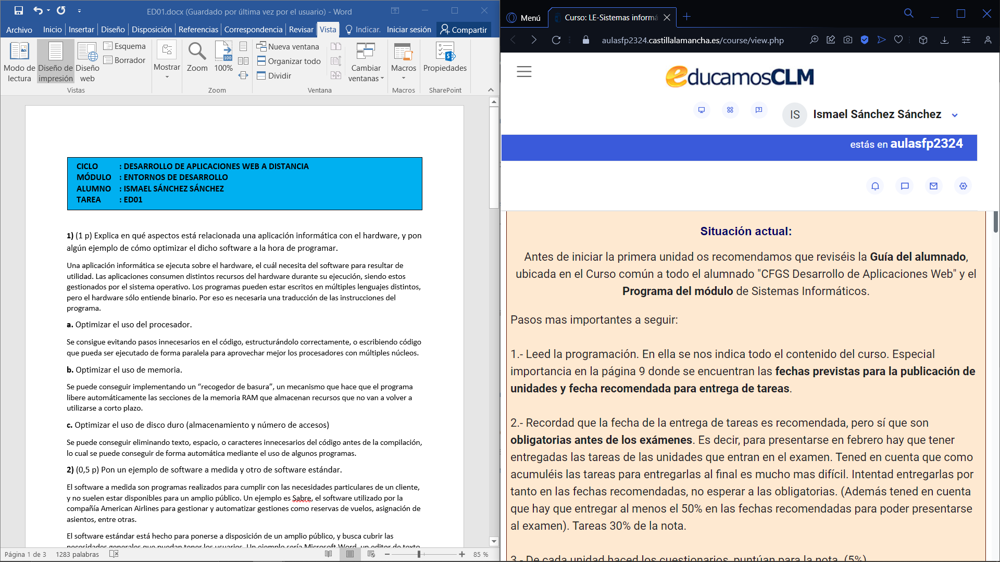 ED01.docx (Guardado por última vez por el usuario) - Word
Archivo Inicio Insertar Diseño Disposición Referencias Correspondencia Revisar Vista Indicar. Iniciar sesión Compartir
Modo de lectura
Diseño de impresión
Diseño web
Esquema
Borrador
Vistas
Mostrar
Zoom
100%
Zoom
Nueva ventana
Organizar todo
Dividir
Cambiar ventanas
Ventana
Macros
Macros
Propiedades
SharePoint
CICLO : DESARROLLO DE APLICACIONES WEB A DISTANCIA
MÓDULO : ENTORNOS DE DESARROLLO
ALUMNO : ISMAEL SÁNCHEZ SÁNCHEZ
TAREA : ED01
1) (1 p) Explica en qué aspectos está relacionada una aplicación informática con el hardware, y pon
algún ejemplo de cómo optimizar el dicho software a la hora de programar.
Una aplicación informática se ejecuta sobre el hardware, el cuál necesita del software para resultar de
utilidad. Las aplicaciones consumen distintos recursos del hardware durante su ejecución, siendo estos
gestionados por el sistema operativo. Los programas pueden estar escritos en múltiples lenguajes distintos,
pero el hardware sólo entiende binario. Por eso es necesaria una traducción de las instrucciones del
programa.
a. Optimizar el uso del procesador.
Se consigue evitando pasos innecesarios en el código, estructurándolo correctamente, o escribiendo código
que pueda ser ejecutado de forma paralela para aprovechar mejor los procesadores con múltiples núcleos.
b. Optimizar el uso de memoria.
Se puede conseguir implementando un “recogedor de basura”, un mecanismo que hace que el programa
libere automáticamente las secciones de la memoria RAM que almacenan recursos que no van a volver a
utilizarse a corto plazo.
c. Optimizar el uso de disco duro (almacenamiento y número de accesos)
Se puede conseguir eliminando texto, espacio, o caracteres innecesarios del código antes de la compilación,
lo cual se puede conseguir de forma automática mediante el uso de algunos programas.
2) (0,5 p) Pon un ejemplo de software a medida y otro de software estándar.
El software a medida son programas realizados para cumplir con las necesidades particulares de un cliente,
y no suelen estar disponibles para un amplio público. Un ejemplo es Sabre, el software utilizado por la
compañía American Airlines para gestionar y automatizar gestiones como reservas de vuelos, asignación de
asientos, entre otras.
El software estándar está hecho para ponerse a disposición de un amplio público, y busca cubrir las
necesidades generales que puedan tener los usuarios. Un ejemplo sería Microsoft Word, un editor de texto
Página 1 de 3 1283 palabras 85 %
Menú
Curso: LE-Sistemas informá
aulasfp2324.castillalamancha.es/course/view.php
educamosCLM
IS Ismael Sánchez Sánchez
estás en aulasfp2324
Situación actual:
Antes de iniciar la primera unidad os recomendamos que reviséis la Guía del alumnado,
ubicada en el Curso común a todo el alumnado "CFGS Desarrollo de Aplicaciones Web" y el
Programa del módulo de Sistemas Informáticos.
Pasos mas importantes a seguir:
1.- Leed la programación. En ella se nos indica todo el contenido del curso. Especial
importancia en la página 9 donde se encuentran las fechas previstas para la publicación de
unidades y fecha recomendada para entrega de tareas.
2.- Recordad que la fecha de la entrega de tareas es recomendada, pero sí que son
obligatorias antes de los exámenes. Es decir, para presentarse en febrero hay que tener
entregadas las tareas de las unidades que entran en el examen. Tened en cuenta que como
acumuléis las tareas para entregarlas al final es mucho mas difícil. Intentad entregarlas por
tanto en las fechas recomendadas, no esperar a las obligatorias. (Además tened en cuenta
que hay que entregar al menos el 50% en las fechas recomendadas para poder presentarse
al examen). Tareas 30% de la nota.
3.- De cada unidad haced los cuestionarios, puntúan para la nota. (5%)